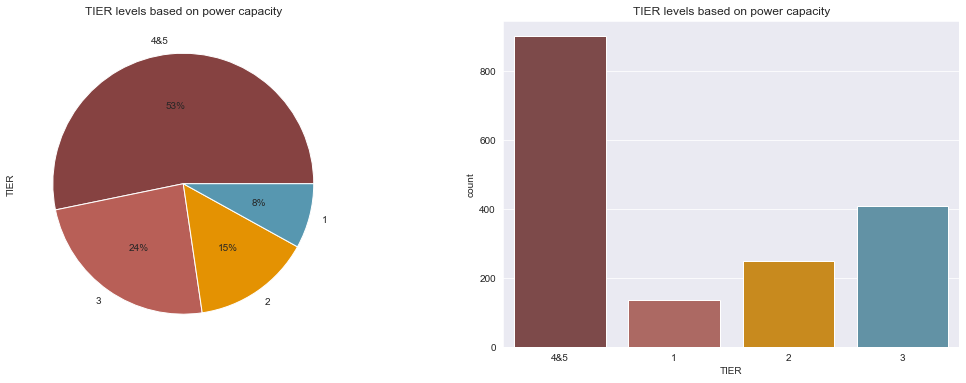 TIER levels based on power capacity
4&5
53%
TIER
8%
1
24%
15%
3
2
TIER levels based on power capacity
800
600
count
400
200
0
4&5 1 2 3
TIER